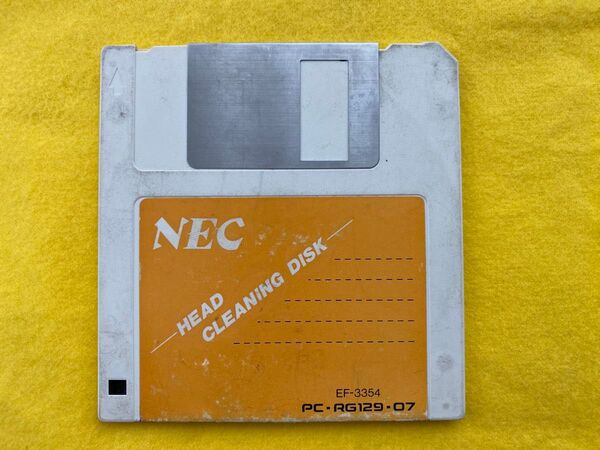 NEC
HEAD
CLEANING DISK
EF-3354
PC-RG129-07